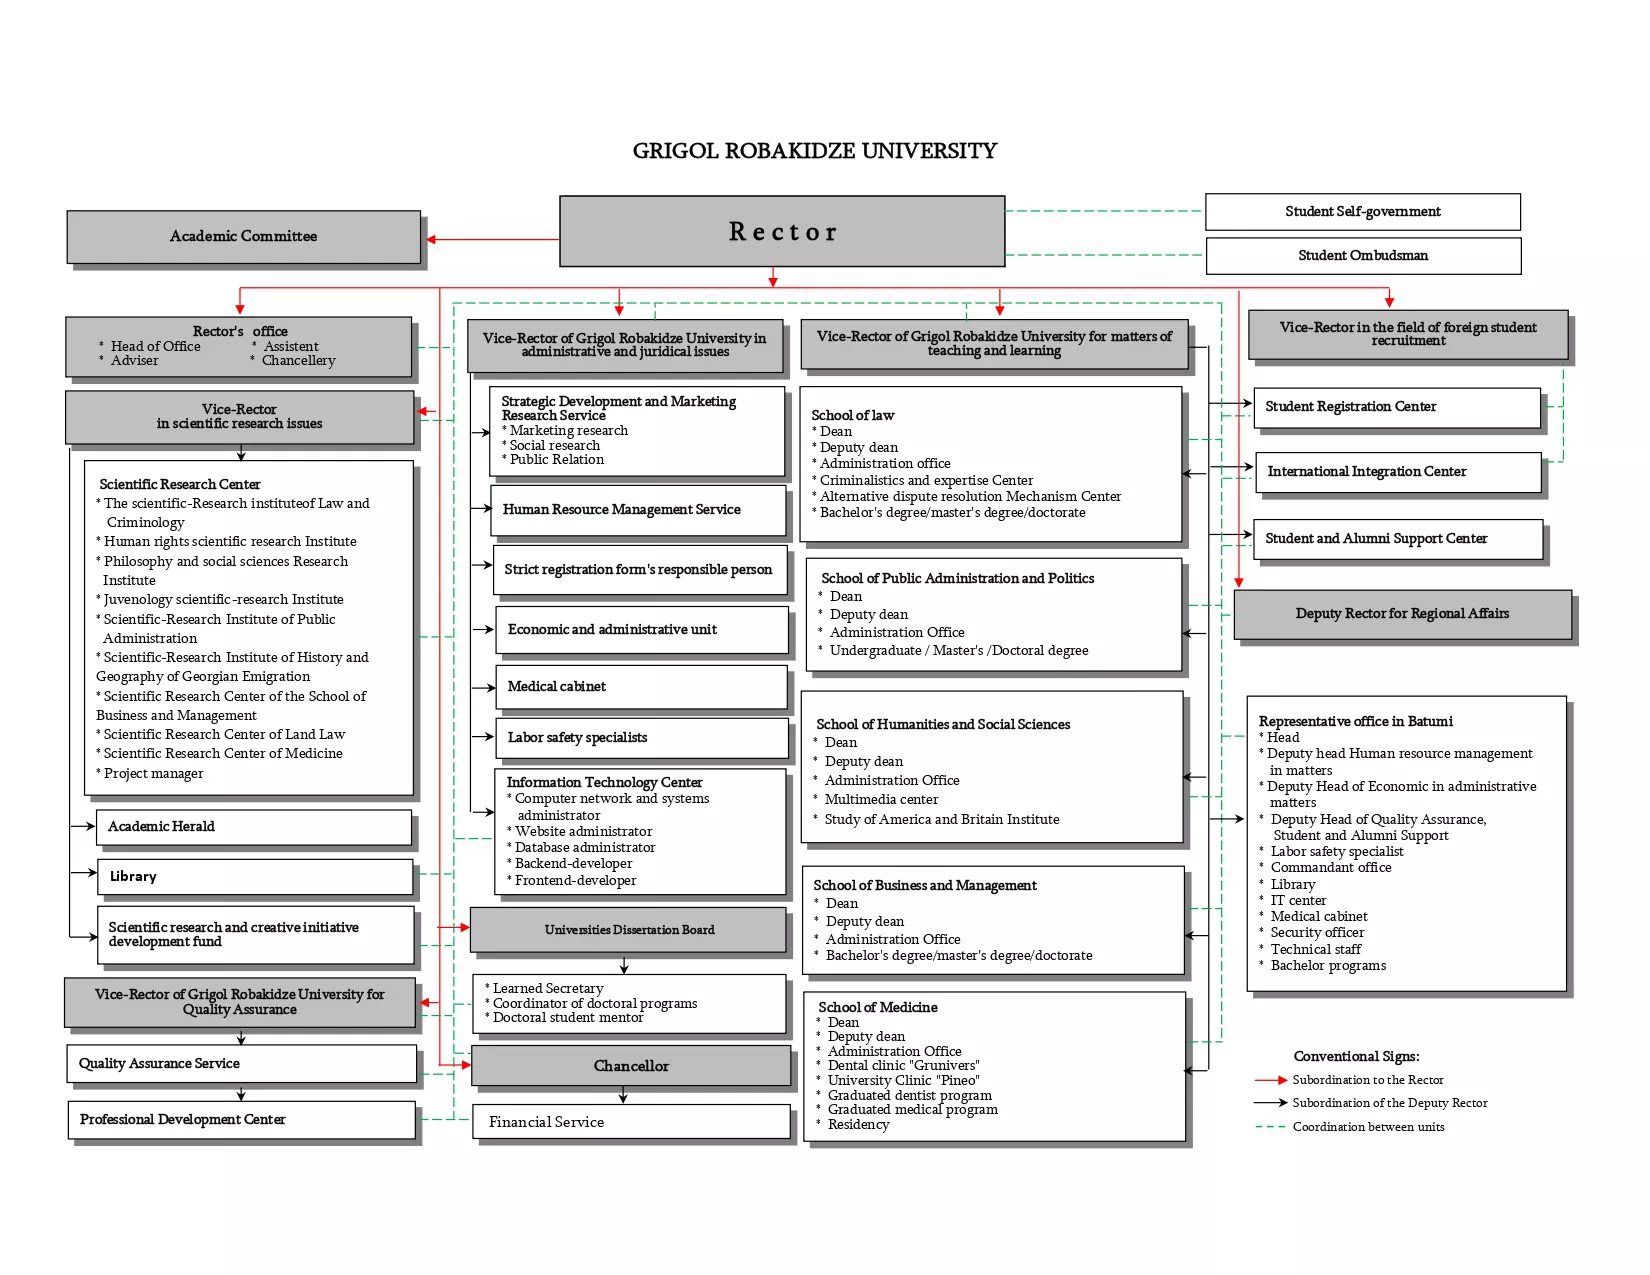 GRIGOL ROBAKIDZE UNIVERSITY
Rector
Academic Committee
Student Self-government
Student Ombudsman
Rector's office
* Head of Office * Assistent
* Adviser * Chancellery
Vice-Rector
in scientific research issues
Scientific Research Center
* The scientific-Research instituteof Law and
Criminology
* Human rights scientific research Institute
* Philosophy and social sciences Research
Institute
* Juvenology scientific-research Institute
* Scientific-Research Institute of Public
Administration
* Scientific-Research Institute of History and
Geography of Georgian Emigration
* Scientific Research Center of the School of
Business and Management
* Scientific Research Center of Land Law
* Scientific Research Center of Medicine
* Project manager
Academic Herald
Library
Scientific research and creative initiative
development fund
Vice-Rector of Grigol Robakidze University for
Quality Assurance
Quality Assurance Service
Professional Development Center
Vice-Rector of Grigol Robakidze University in
administrative and juridical issues
Strategic Development and Marketing
Research Service
* Marketing research
* Social research
* Public Relation
Human Resource Management Service
Strict registration form's responsible person
Economic and administrative unit
Medical cabinet
Labor safety specialists
Information Technology Center
* Computer network and systems
administrator
* Website administrator
* Database administrator
* Backend-developer
* Frontend-developer
Universities Dissertation Board
* Learned Secretary
* Coordinator of doctoral programs
* Doctoral student mentor
Chancellor
Financial Service
Vice-Rector of Grigol Robakidze University for matters of
teaching and learning
School of law
* Dean
* Deputy dean
* Administration office
* Criminalistics and expertise Center
* Alternative dispute resolution Mechanism Center
* Bachelor's degree/master's degree/doctorate
School of Public Administration and Politics
* Dean
* Deputy dean
* Administration Office
* Undergraduate / Master's /Doctoral degree
School of Humanities and Social Sciences
* Dean
* Deputy dean
* Administration Office
* Multimedia center
* Study of America and Britain Institute
School of Business and Management
* Dean
* Deputy dean
* Administration Office
* Bachelor's degree/master's degree/doctorate
School of Medicine
* Dean
* Deputy dean
* Administration Office
* Dental clinic "Grunivers"
* University Clinic "Pineo"
* Graduated dentist program
* Graduated medical program
* Residency
Vice-Rector in the field of foreign student
recruitment
Student Registration Center
International Integration Center
Student and Alumni Support Center
Deputy Rector for Regional Affairs
Representative office in Batumi
* Head
* Deputy head Human resource management
in matters
* Deputy Head of Economic in administrative
matters
* Deputy Head of Quality Assurance,
Student and Alumni Support
* Labor safety specialist
* Commandant office
* Library
* IT center
* Medical cabinet
* Security officer
* Technical staff
* Bachelor programs
Conventional Signs:
Subordination to the Rector
Subordination of the Deputy Rector
Coordination between units